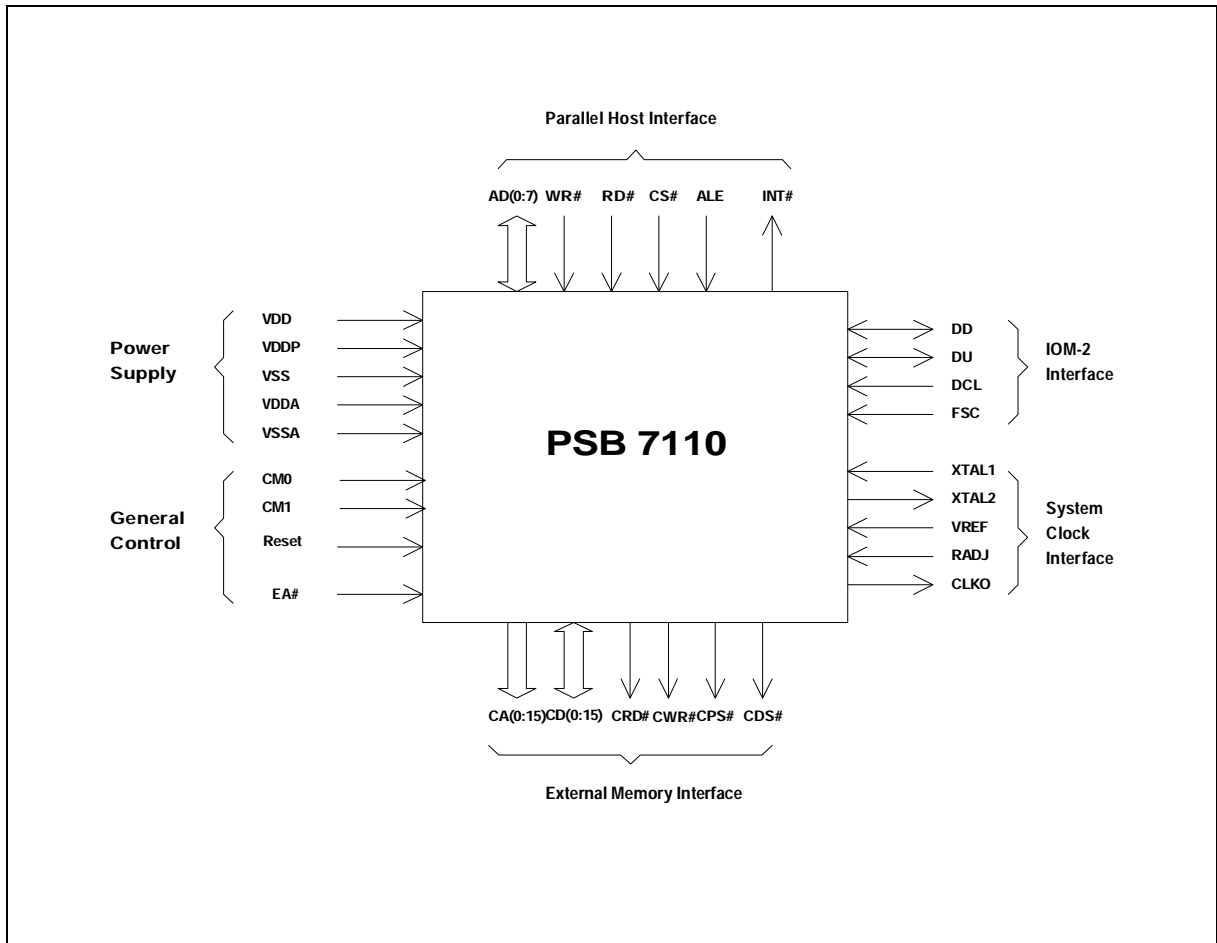 Parallel Host Interface
AD(0:7) WR# RD# CS# ALE INT#
VDD
VDDP
VSS
VDDA
VSSA
Power
Supply
CM0
CM1
Reset
EA#
General
Control
PSB 7110
DD
DU
DCL
FSC
IOM-2
Interface
XTAL1
XTAL2
VREF
RADJ
CLKO
System
Clock
Interface
CA(0:15) CD(0:15) CRD# CWR# CPS# CDS#
External Memory Interface